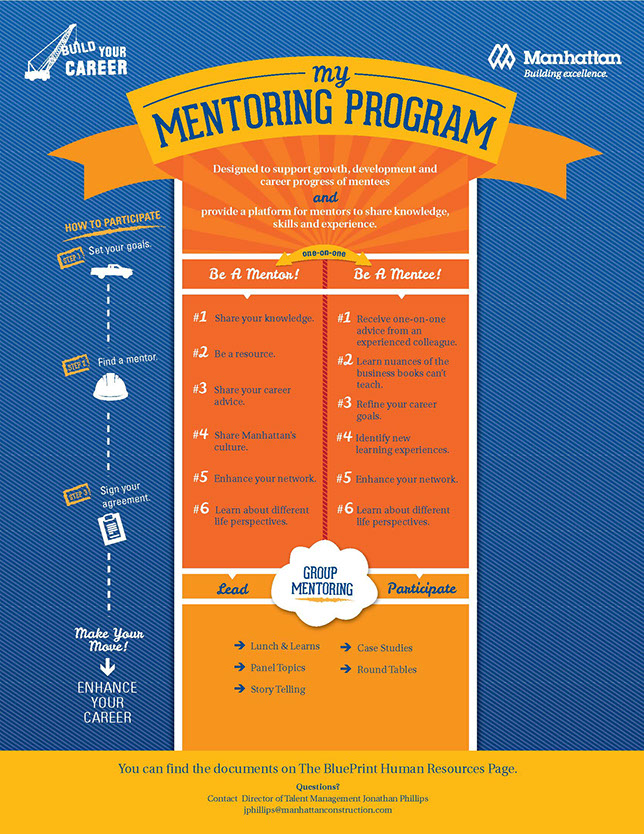 BUILD YOUR
CAREER
Manhattan
Building excellence.
my
MENTORING PROGRAM
Designed to support growth, development and
career progress of mentees
and
provide a platform for mentors to share knowledge,
skills and experience.
HOW TO PARTICIPATE
STEP 1
Set your goals.
STEP 2
Find a mentor.
STEP 3
Sign your
agreement.
Make Your
Move!
ENHANCE
YOUR
CAREER
one-on-one
Be A Mentor!
#1 Share your knowledge.
#2 Be a resource.
#3 Share your career
advice.
#4 Share Manhattan's
culture.
#5 Enhance your network.
#6 Learn about different
life perspectives.
Be A Mentee!
#1 Receive one-on-one
advice from an
experienced colleague.
#2 Learn nuances of the
business books can't
teach.
#3 Refine your career
goals.
#4 Identify new
learning experiences.
#5 Enhance your network.
#6 Learn about different
life perspectives.
GROUP
MENTORING
Lead
Participate
→ Lunch & Learns
→ Panel Topics
→ Story Telling
→ Case Studies
→ Round Tables
You can find the documents on The BluePrint Human Resources Page.
Questions?
Contact Director of Talent Management Jonathan Phillips
jphillips@manhattanconstruction.com